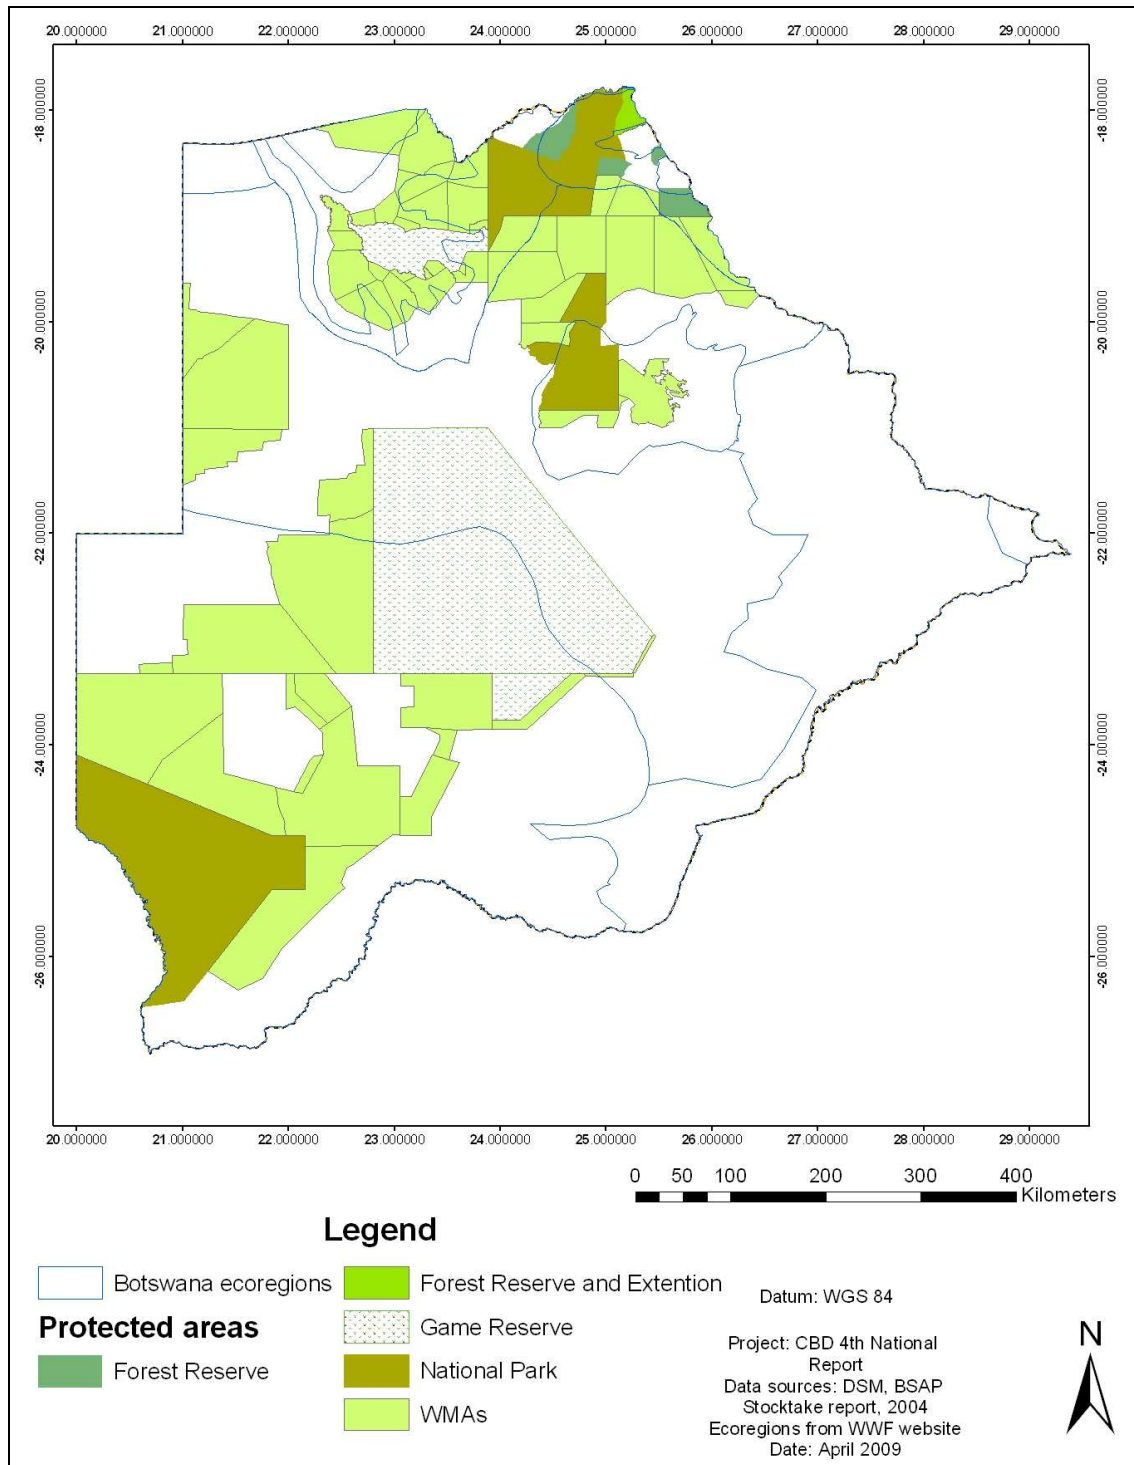 20.000000 21.000000 22.000000 23.000000 24.000000 25.000000 26.000000 27.000000 28.000000 29.000000
-18.000000 -18.000000
-20.000000 -20.000000
-22.000000 -22.000000
-24.000000 -24.000000
-26.000000 -26.000000
20.000000 21.000000 22.000000 23.000000 24.000000 25.000000 26.000000 27.000000 28.000000 29.000000
0 50 100 200 300 400
Kilometers
Legend
Botswana ecoregions
Protected areas
Forest Reserve
Forest Reserve and Extention
Game Reserve
National Park
WMAs
Datum: WGS 84
Project: CBD 4th National
Report
Data sources: DSM, BSAP
Stocktake report, 2004
Ecoregions from WWF website
Date: April 2009
N